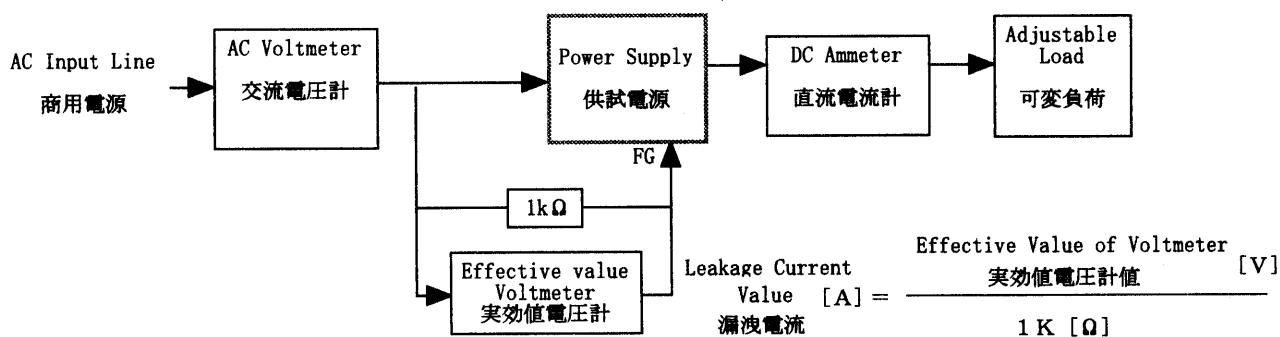 AC Input Line
商用電源
AC Voltmeter
交流電圧計
Power Supply
供試電源
DC Ammeter
直流電流計
Adjustable
Load
可変負荷
FG
1kΩ
Effective value
Voltmeter
実効値電圧計
Leakage Current
Value [A] =
漏洩電流
Effective Value of Voltmeter
実効値電圧計値
[V]
1 K [Ω]